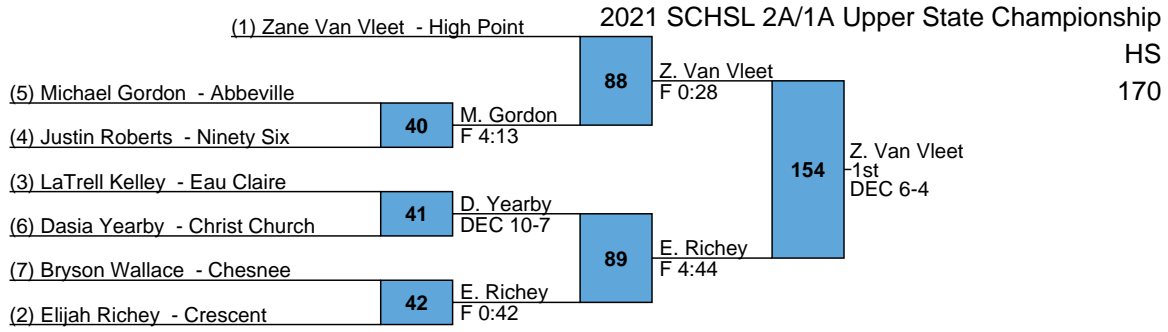 2021 SCHSL 2A/1A Upper State Championship
HS
170
(1) Zane Van Vleet - High Point
(5) Michael Gordon - Abbeville
(4) Justin Roberts - Ninety Six
(3) LaTrell Kelley - Eau Claire
(6) Dasia Yearby - Christ Church
(7) Bryson Wallace - Chesnee
(2) Elijah Richey - Crescent
40
M. Gordon
F 4:13
41
D. Yearby
DEC 10-7
42
E. Richey
F 0:42
88
Z. Van Vleet
F 0:28
89
E. Richey
F 4:44
154
Z. Van Vleet
1st
DEC 6-4